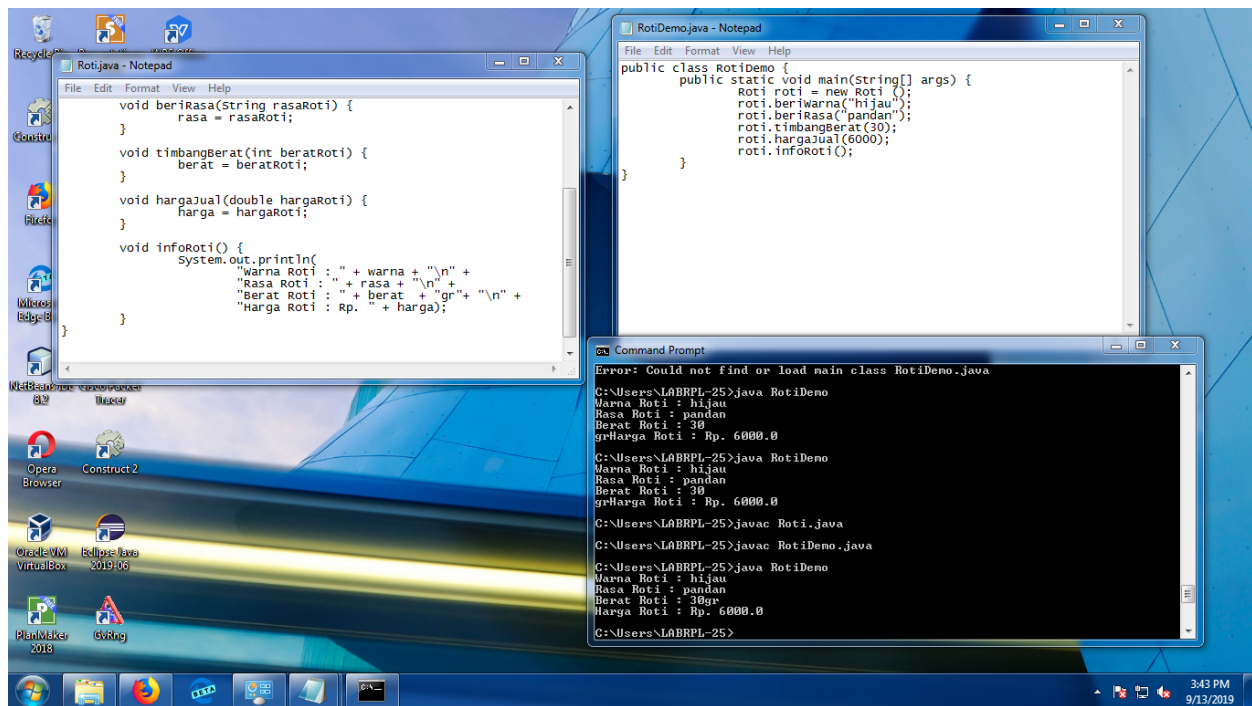 Roti.java - Notepad
File Edit Format View Help
void beriRasa(String rasaRoti) {
rasa = rasaRoti;
}
void timbangBerat(int beratRoti) {
berat = beratRoti;
}
void hargaJual(double hargaRoti) {
harga = hargaRoti;
}
void infoRoti() {
System.out.println(
"Warna Roti : " + warna + "\n" +
"Rasa Roti : " + rasa + "\n" +
"Berat Roti : " + berat  + "gr"+ "\n" +
"Harga Roti : Rp. " + harga);
}
}
RotiDemo.java - Notepad
File Edit Format View Help
public class RotiDemo {
public static void main(String[] args) {
Roti roti = new Roti ();
roti.beriWarna("hijau");
roti.beriRasa("pandan");
roti.timbangBerat(30);
roti.hargaJual(6000);
roti.infoRoti();
}
}
Command Prompt
Error: Could not find or load main class RotiDemo.java
C:\Users\LABRPL-25>java RotiDemo
Warna Roti : hijau
Rasa Roti : pandan
Berat Roti : 30
grHarga Roti : Rp. 6000.0
C:\Users\LABRPL-25>java RotiDemo
Warna Roti : hijau
Rasa Roti : pandan
Berat Roti : 30
grHarga Roti : Rp. 6000.0
C:\Users\LABRPL-25>javac Roti.java
C:\Users\LABRPL-25>javac RotiDemo.java
C:\Users\LABRPL-25>java RotiDemo
Warna Roti : hijau
Rasa Roti : pandan
Berat Roti : 30gr
Harga Roti : Rp. 6000.0
C:\Users\LABRPL-25>
Opera
Browser
Construct 2
Oracle VM
VirtualBox
Eclipse Java
2019-06
PlanMaker
2018
GvRng
BETA
3:43 PM
9/13/2019